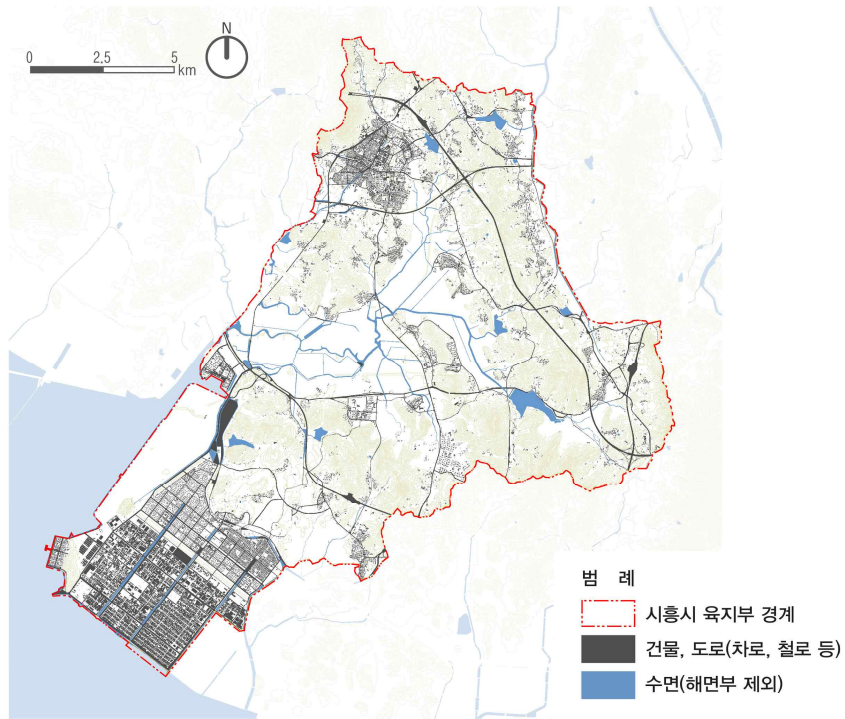 N
0 2.5 5
km
범 례
시흥시 육지부 경계
건물, 도로(차로, 철로 등)
수면(해면부 제외)